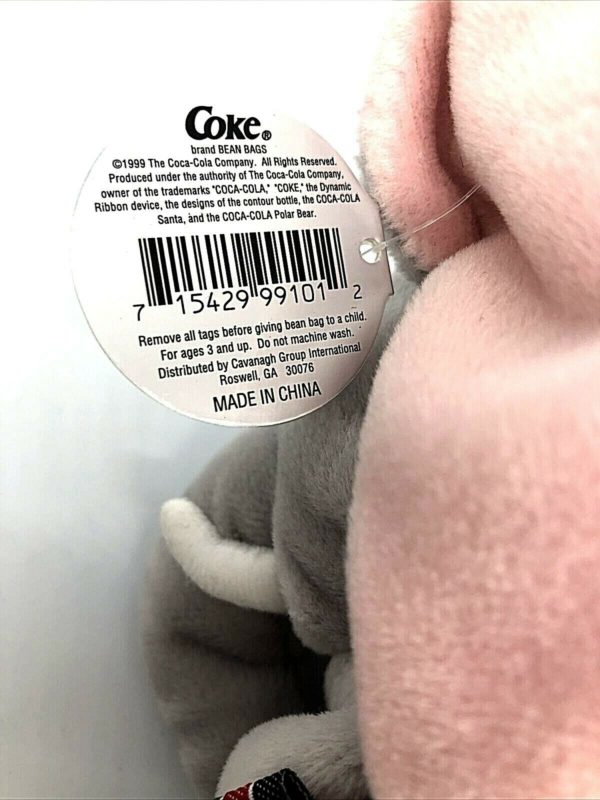 Coke®
brand BEAN BAGS
©1999 The Coca-Cola Company. All Rights Reserved.
Produced under the authority of The Coca-Cola Company,
owner of the trademarks "COCA-COLA," "COKE," the Dynamic
Ribbon device, the designs of the contour bottle, the COCA-COLA
Santa, and the COCA-COLA Polar Bear.
7 15429 99101 2
Remove all tags before giving bean bag to a child.
For ages 3 and up. Do not machine wash.
Distributed by Cavanagh Group International
Roswell, GA 30076
MADE IN CHINA